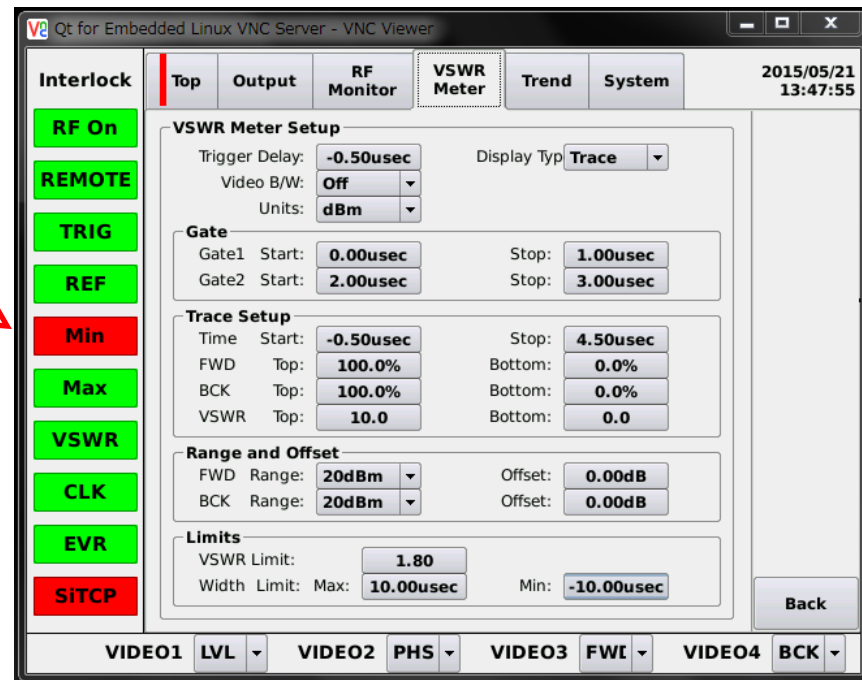 Qt for Embedded Linux VNC Server - VNC Viewer
Interlock
Top Output RF Monitor VSWR Meter Trend System
2015/05/21
13:47:55
RF On
REMOTE
TRIG
REF
Min
Max
VSWR
CLK
EVR
SiTCP
VSWR Meter Setup
Trigger Delay: -0.50usec Display Typ Trace
Video B/W: Off
Units: dBm
Gate
Gate1 Start: 0.00usec Stop: 1.00usec
Gate2 Start: 2.00usec Stop: 3.00usec
Trace Setup
Time Start: -0.50usec Stop: 4.50usec
FWD Top: 100.0% Bottom: 0.0%
BCK Top: 100.0% Bottom: 0.0%
VSWR Top: 10.0 Bottom: 0.0
Range and Offset
FWD Range: 20dBm Offset: 0.00dB
BCK Range: 20dBm Offset: 0.00dB
Limits
VSWR Limit: 1.80
Width Limit: Max: 10.00usec Min: -10.00usec
Back
VIDEO1 LVL VIDEO2 PHS VIDEO3 FWD VIDEO4 BCK